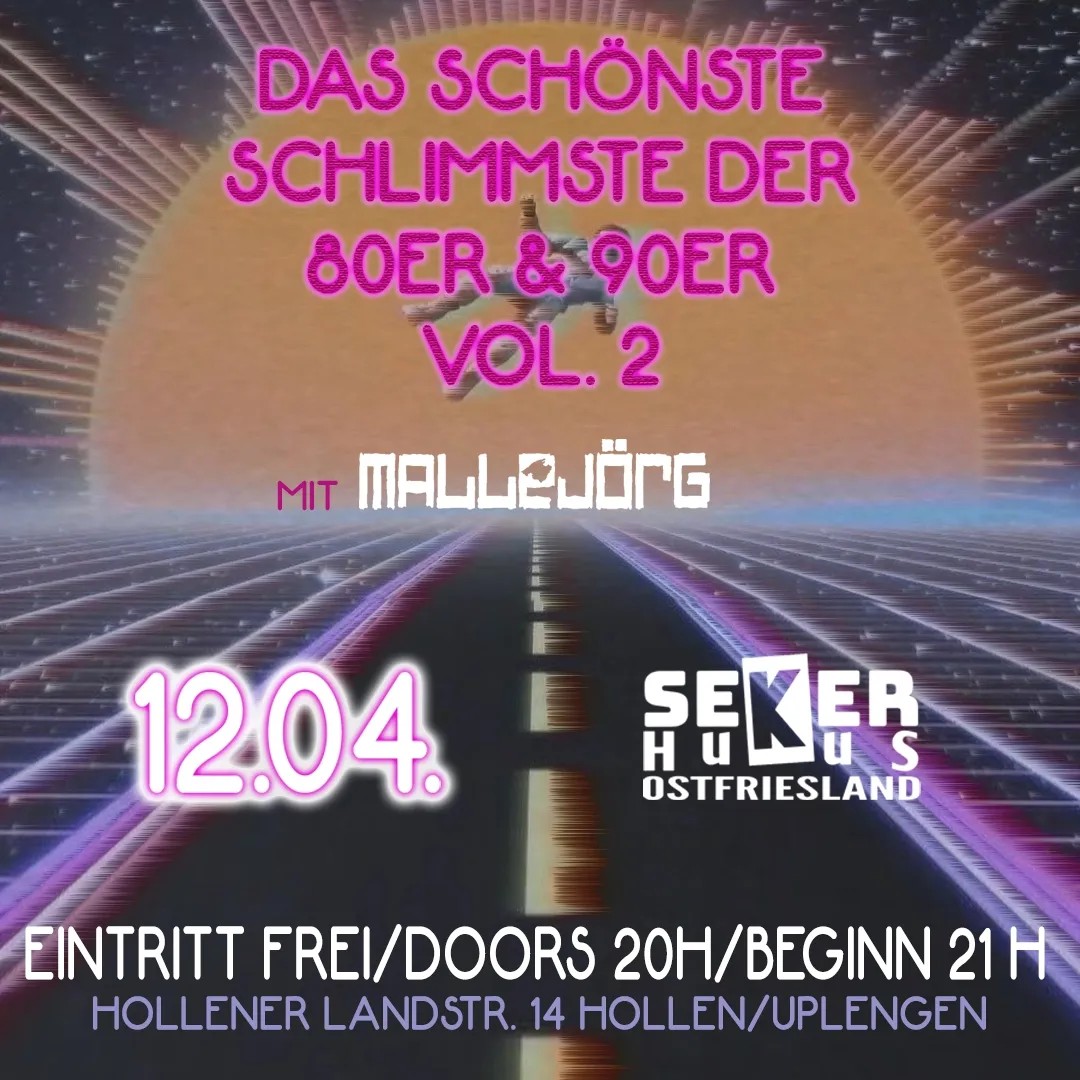 DAS SCHÖNSTE
SCHLIMMSTE DER
80ER & 90ER
VOL. 2
MIT MALLEJÖRG
12.04.
SEKER
HUKUS
OSTFRIESLAND
EINTRITT FREI/DOORS 20H/BEGINN 21 H
HOLLENER LANDSTR. 14 HOLLEN/UPLENGEN